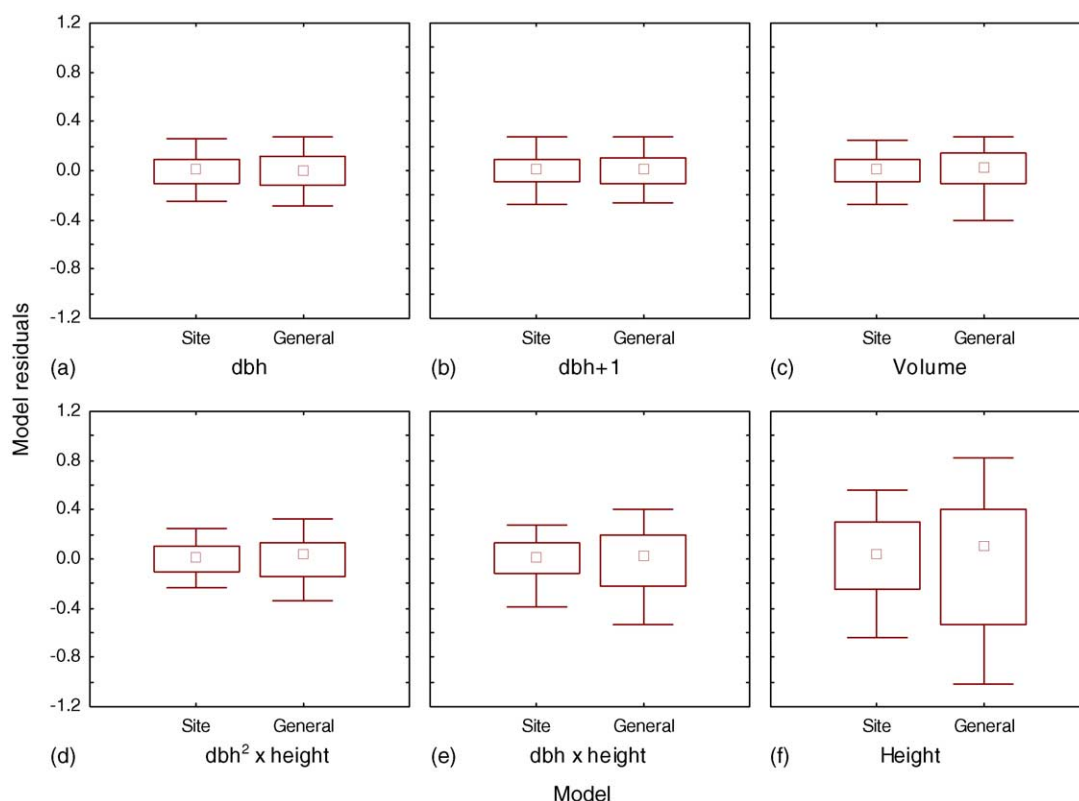 Model residuals
1.2
0.8
0.4
0.0
-0.4
-0.8
-1.2
Site General
Site General
Site General
(a) dbh
(b) dbh+1
(c) Volume
1.2
0.8
0.4
0.0
-0.4
-0.8
-1.2
Site General
Site General
Site General
(d) dbh² x height
(e) dbh x height
(f) Height
Model